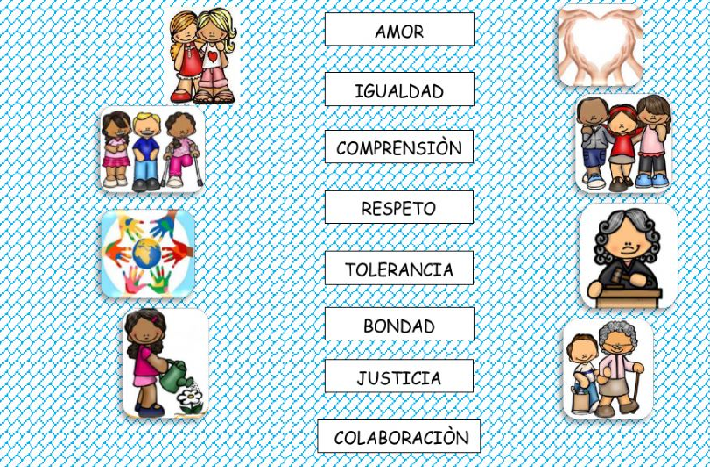 AMOR
IGUALDAD
COMPRENSIÒN
RESPETO
TOLERANCIA
BONDAD
JUSTICIA
COLABORACIÒN